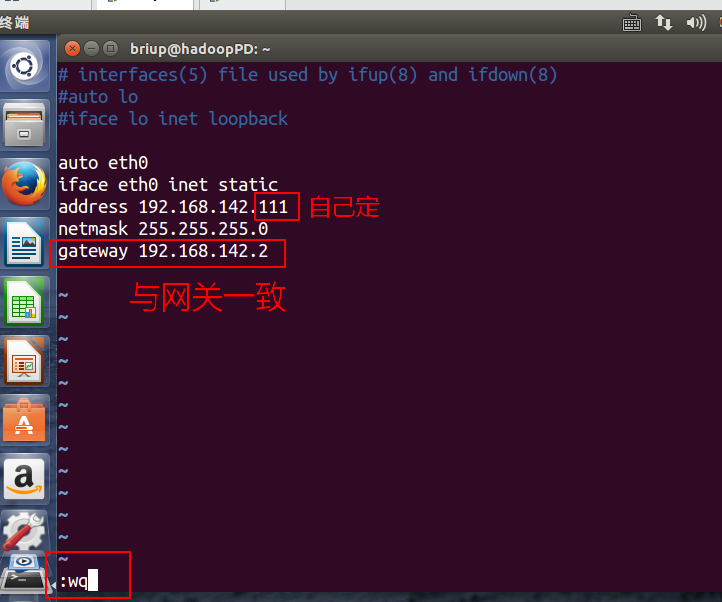 终端
briup@hadoopPD: ~
# interfaces(5) file used by ifup(8) and ifdown(8)
#auto lo
#iface lo inet loopback
auto eth0
iface eth0 inet static
address 192.168.142.111 自己定
netmask 255.255.255.0
gateway 192.168.142.2
~
与网关一致
~
~
~
~
~
~
~
~
~
~
~
~
:wq